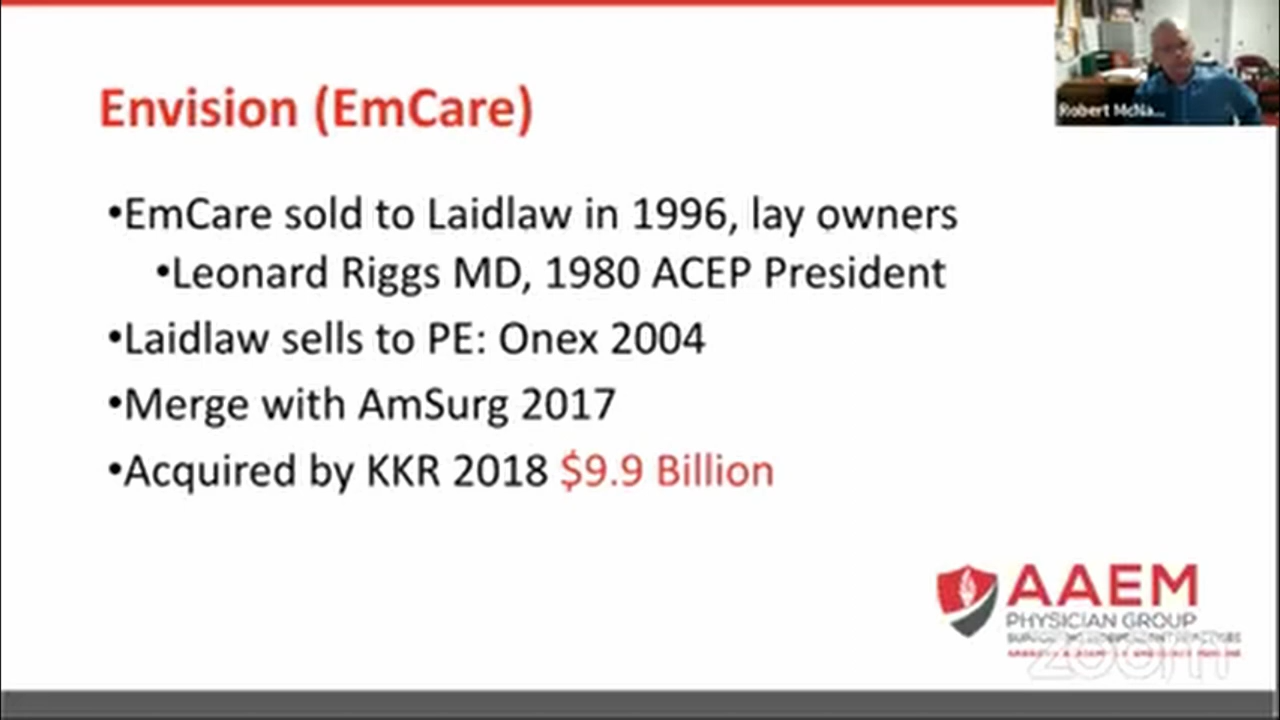 Robert McNa...
Envision (EmCare)
•EmCare sold to Laidlaw in 1996, lay owners
•Leonard Riggs MD, 1980 ACEP President
•Laidlaw sells to PE: Onex 2004
•Merge with AmSurg 2017
•Acquired by KKR 2018 $9.9 Billion
AAEM
PHYSICIAN GROUP
zoom